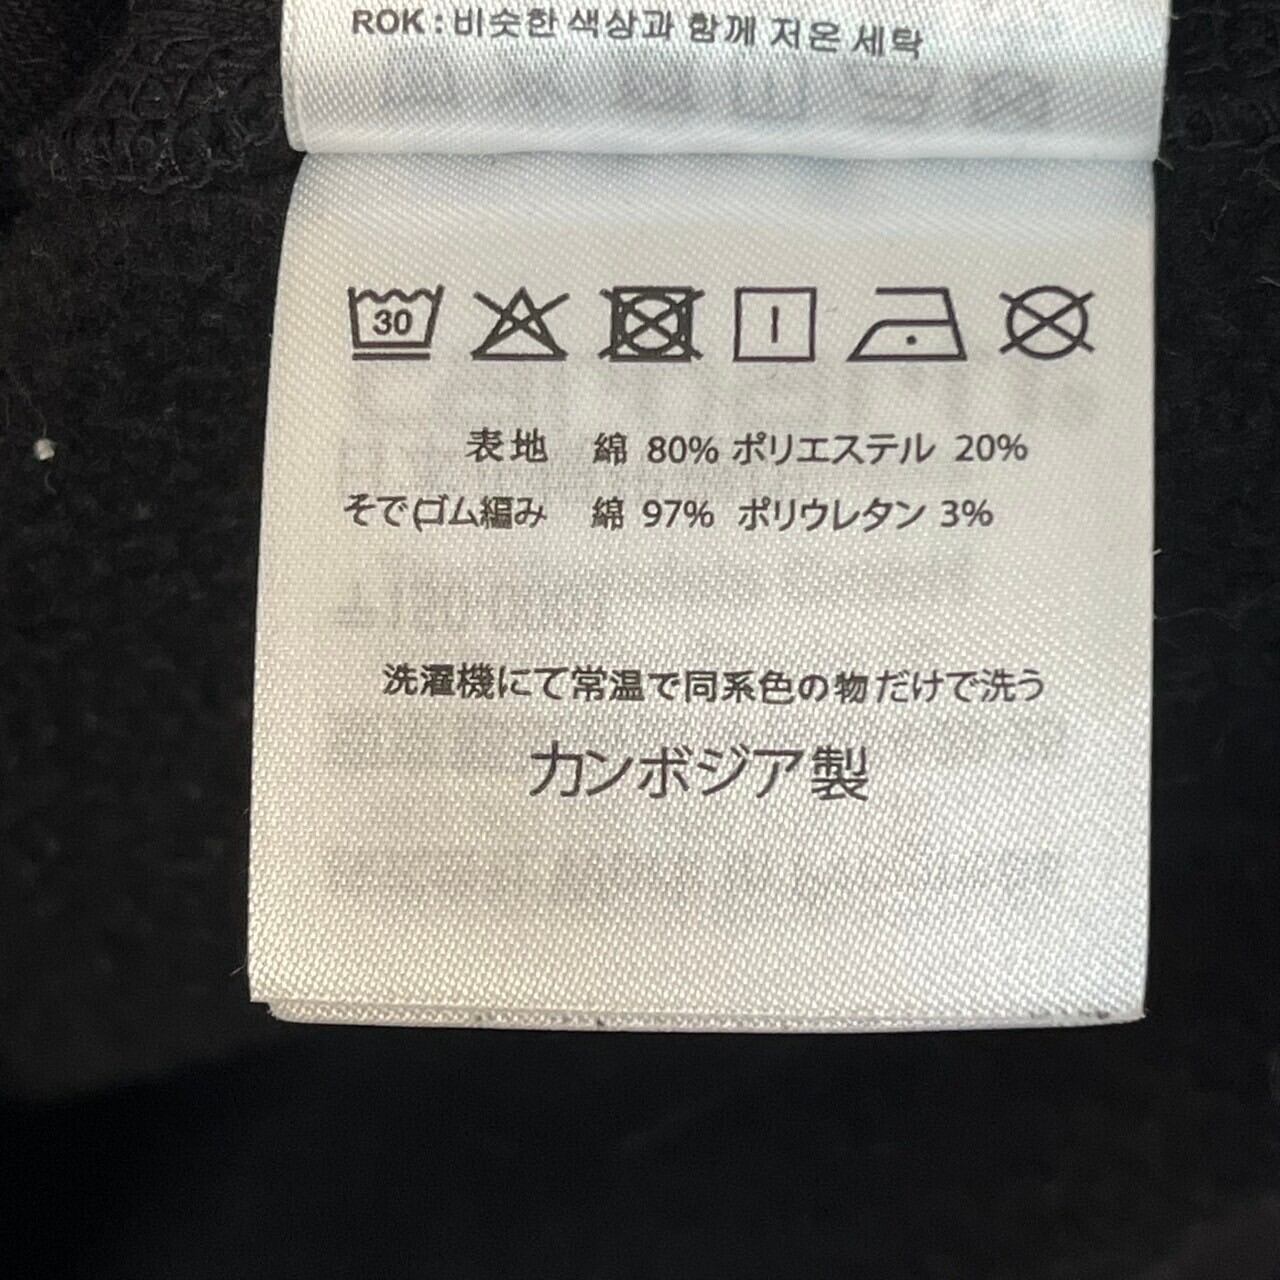 ROK : 비슷한 색상과 함께 저온 세탁
30
表地 綿 80% ポリエステル 20%
そで(ゴム編み 綿 97% ポリウレタン 3%
洗濯機にて常温で同系色の物だけで洗う
カンボジア製